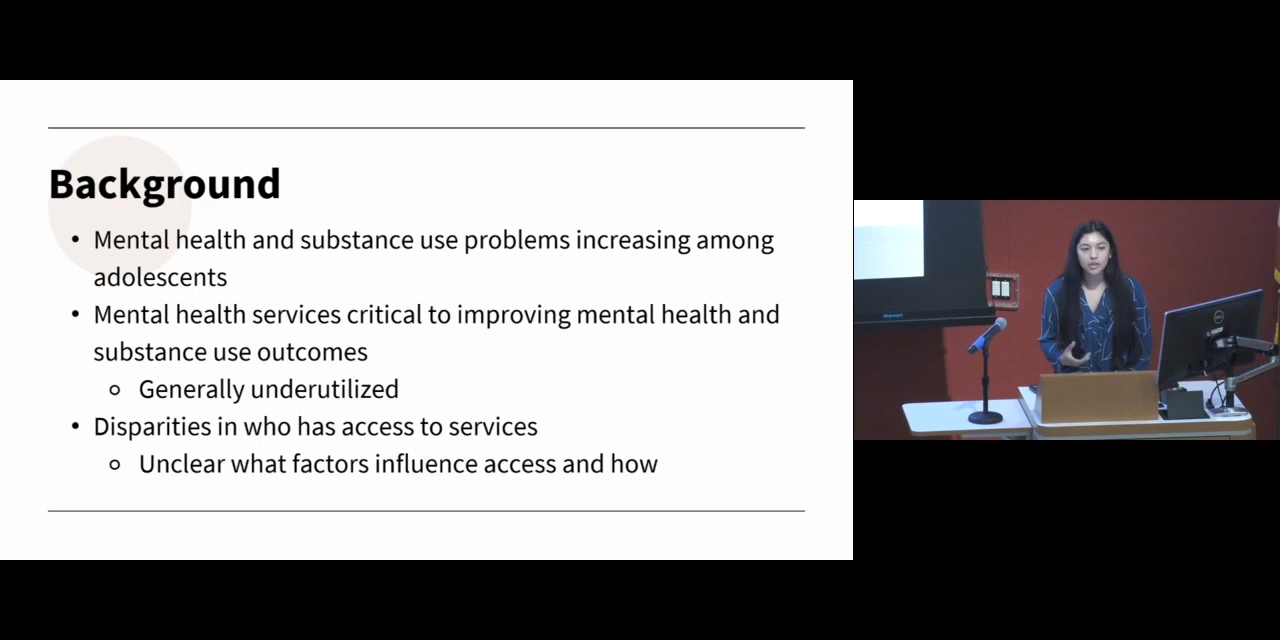 Background
• Mental health and substance use problems increasing among
adolescents
• Mental health services critical to improving mental health and
substance use outcomes
○ Generally underutilized
• Disparities in who has access to services
○ Unclear what factors influence access and how
Stewart
DELL